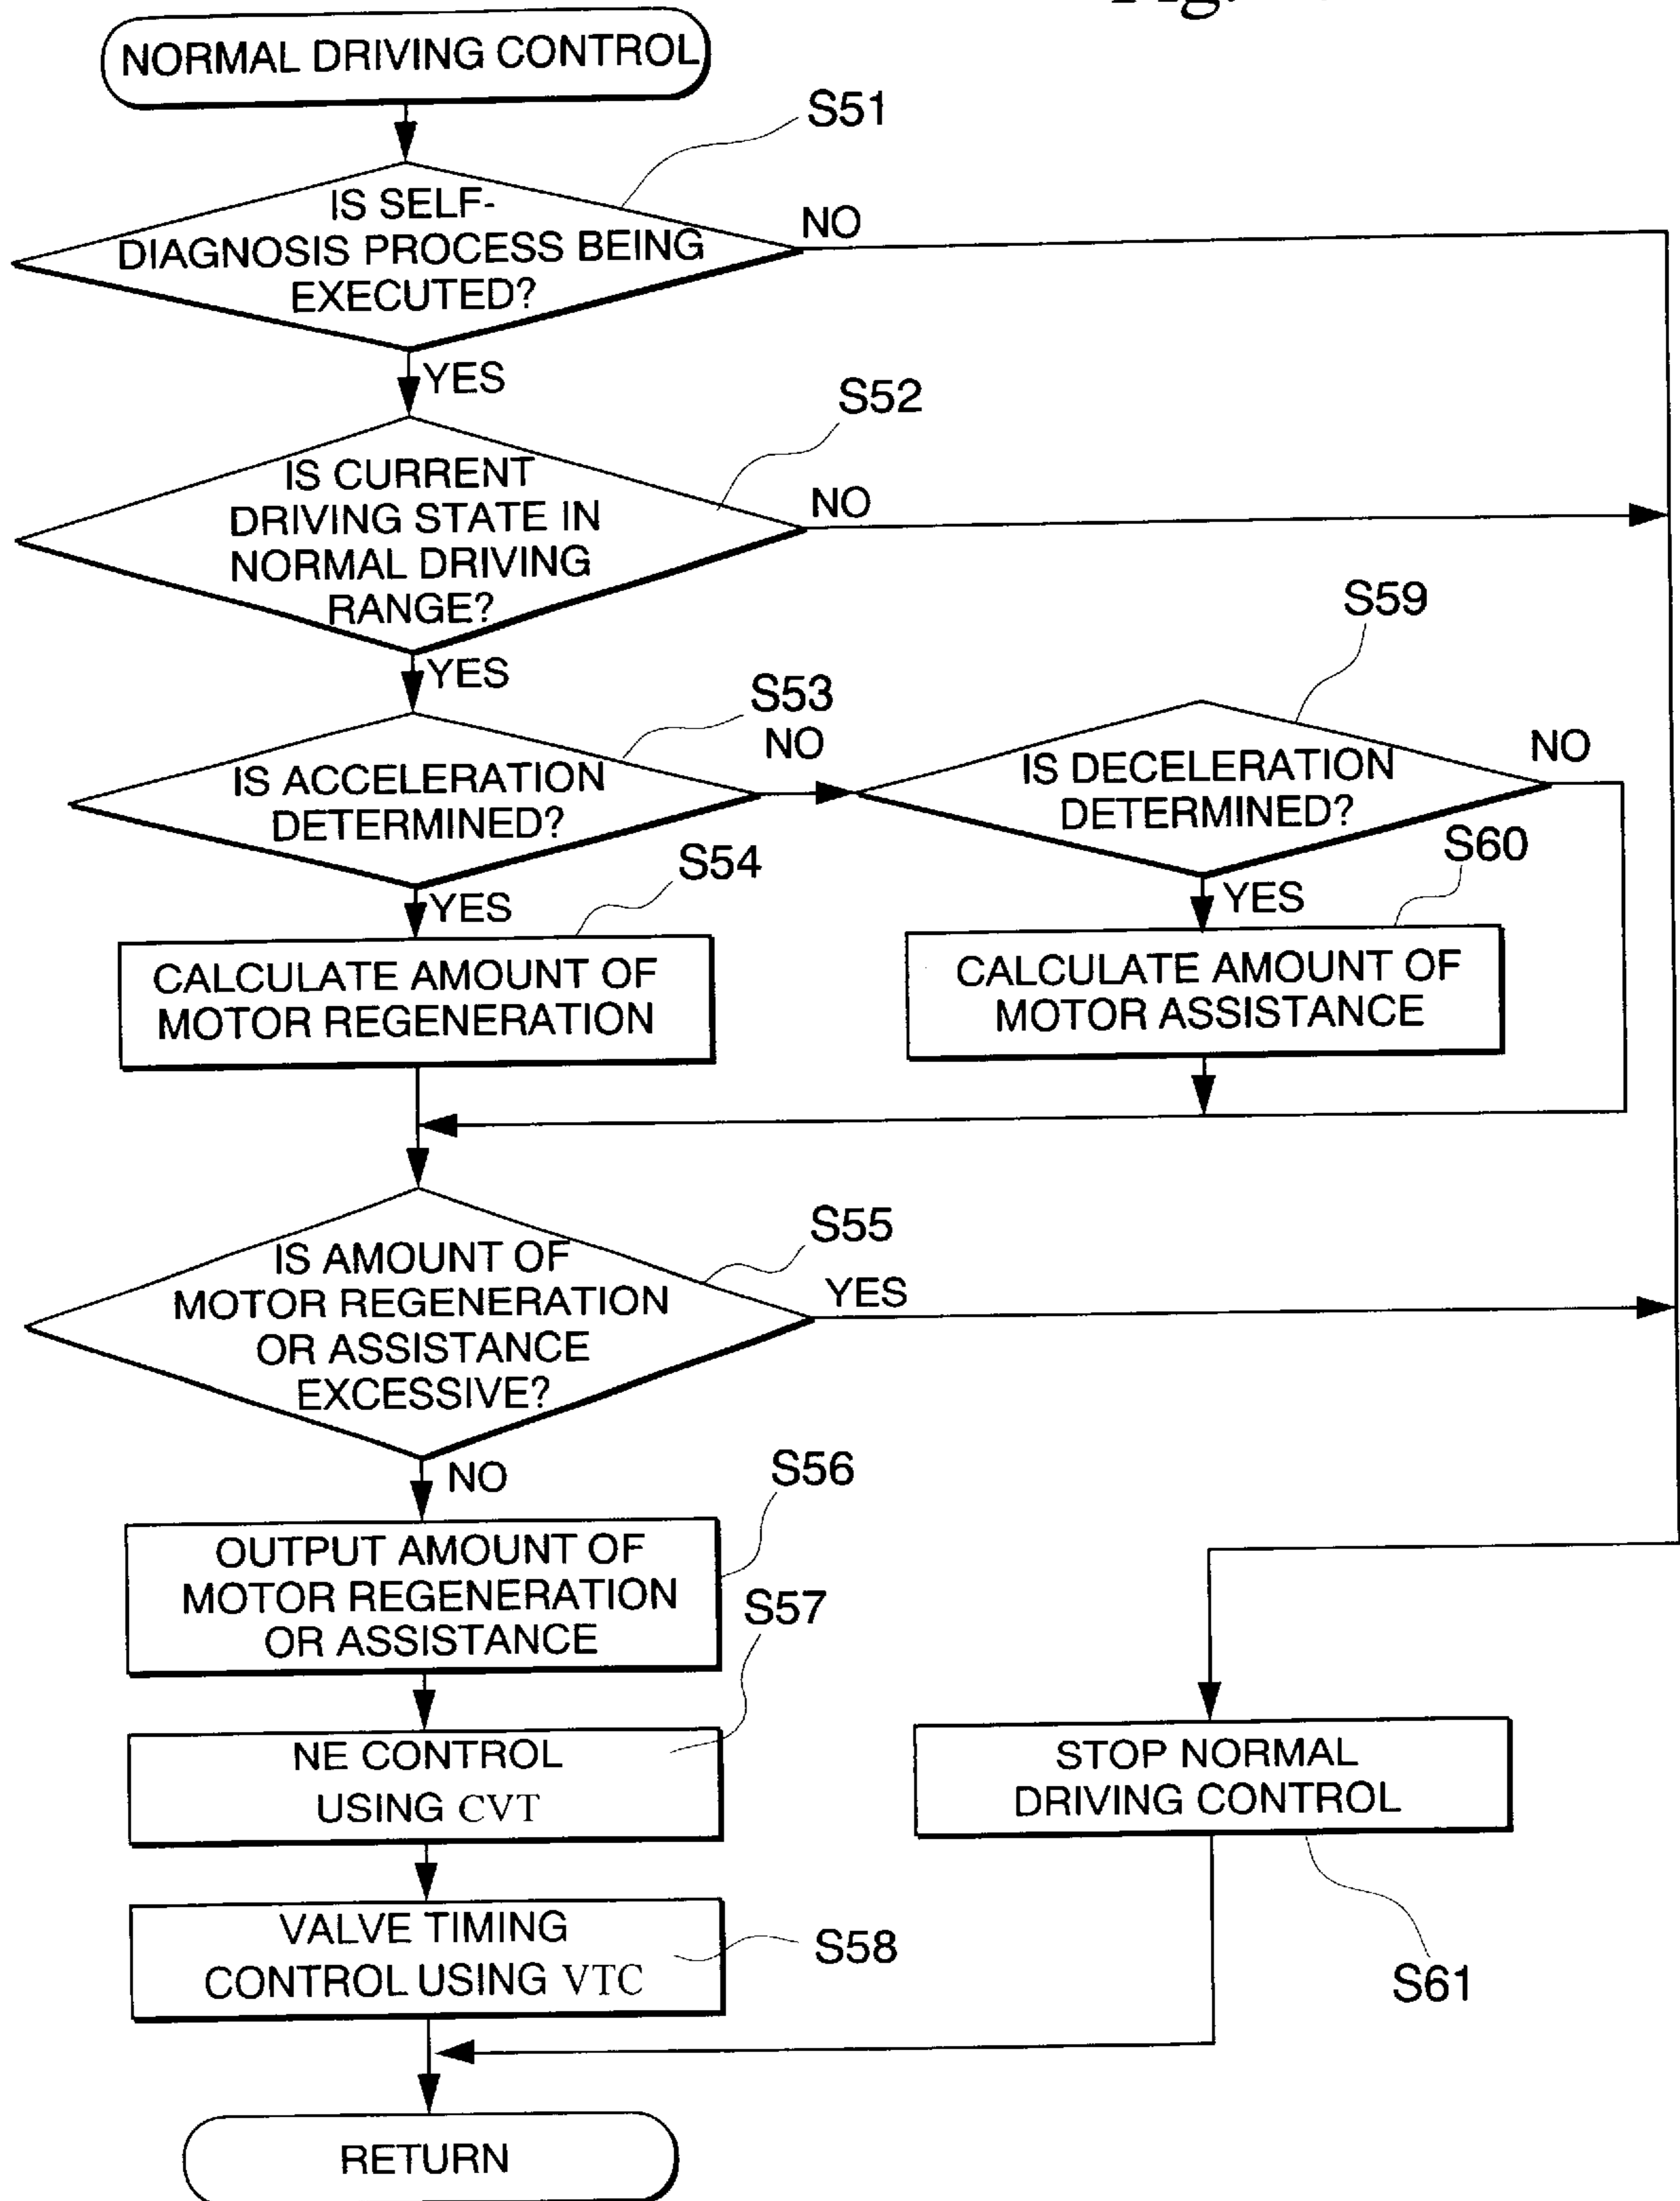 Fig.
NORMAL DRIVING CONTROL
S51
IS SELF-
DIAGNOSIS PROCESS BEING
EXECUTED?
NO
YES
S52
IS CURRENT
DRIVING STATE IN
NORMAL DRIVING
RANGE?
NO
YES
S53
IS ACCELERATION
DETERMINED?
NO
S59
IS DECELERATION
DETERMINED?
NO
YES
S54
CALCULATE AMOUNT OF
MOTOR REGENERATION
YES
S60
CALCULATE AMOUNT OF
MOTOR ASSISTANCE
S55
IS AMOUNT OF
MOTOR REGENERATION
OR ASSISTANCE
EXCESSIVE?
YES
NO
S56
OUTPUT AMOUNT OF
MOTOR REGENERATION
OR ASSISTANCE
S57
NE CONTROL
USING CVT
STOP NORMAL
DRIVING CONTROL
S61
VALVE TIMING
CONTROL USING VTC
S58
RETURN